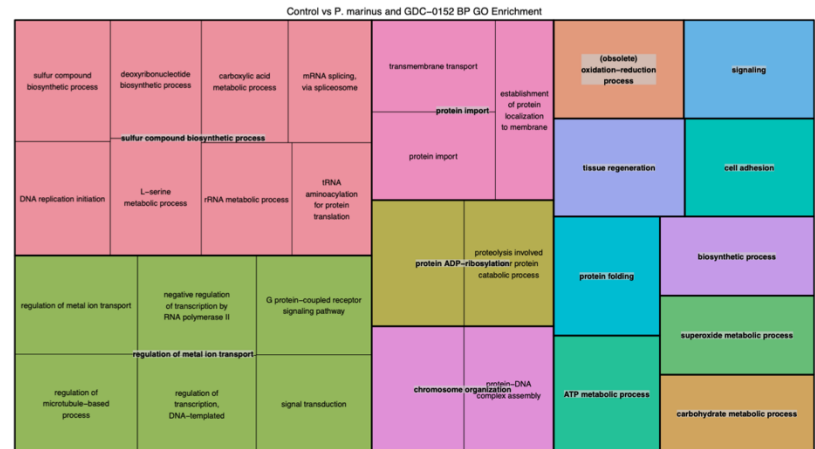 Control vs P. marinus and GDC−0152 BP GO Enrichment
sulfur compound
biosynthetic process
deoxyribonucleotide
biosynthetic process
carboxylic acid
metabolic process
mRNA splicing,
via spliceosome
sulfur compound biosynthetic process
DNA replication initiation
L−serine
metabolic process
rRNA metabolic process
tRNA
aminoacylation
for protein
translation
regulation of metal ion transport
negative regulation
of transcription by
RNA polymerase II
G protein−coupled receptor
signaling pathway
regulation of metal ion transport
regulation of
microtubule−based
process
regulation of
transcription,
DNA−templated
signal transduction
transmembrane transport
protein import
protein import
establishment
of protein
localization
to membrane
protein ADP−ribosylation
proteolysis involved
protein
catabolic process
chromosome organization
protein−DNA
complex assembly
(obsolete)
oxidation−reduction
process
signaling
tissue regeneration
cell adhesion
protein folding
biosynthetic process
superoxide metabolic process
ATP metabolic process
carbohydrate metabolic process